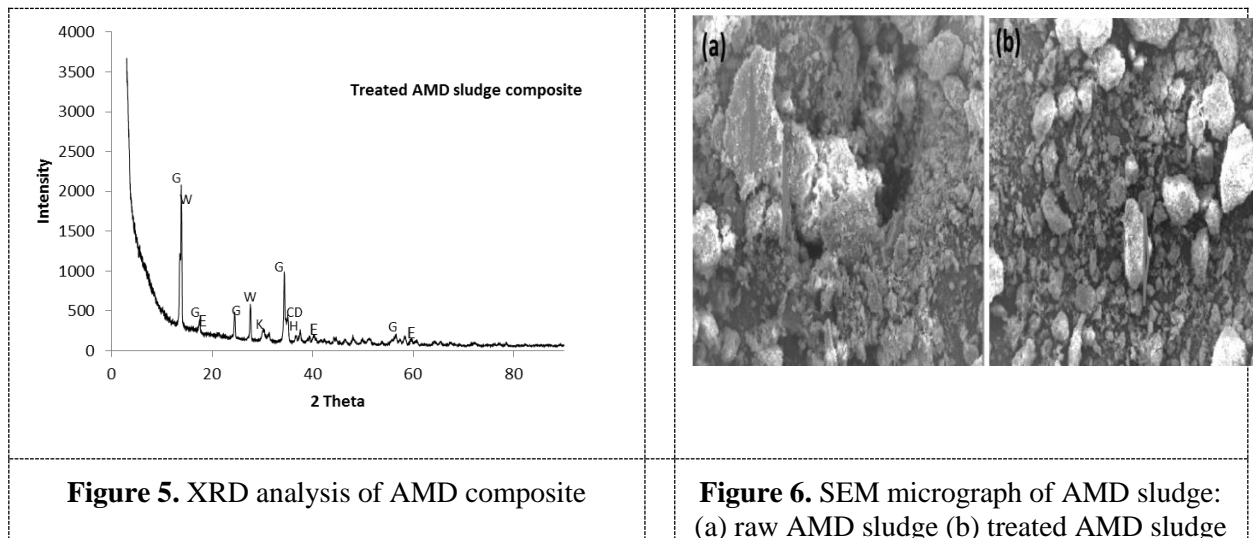 4000
3500
3000
2500
2000
1500
1000
500
0
Intensity
Treated AMD sludge composite
G
W
G
E
G
W
K
G
CD
H
E
G
E
0
20
40
60
80
2 Theta
(a)
(b)
Figure 5. XRD analysis of AMD composite
Figure 6. SEM micrograph of AMD sludge:
(a) raw AMD sludge (b) treated AMD sludge